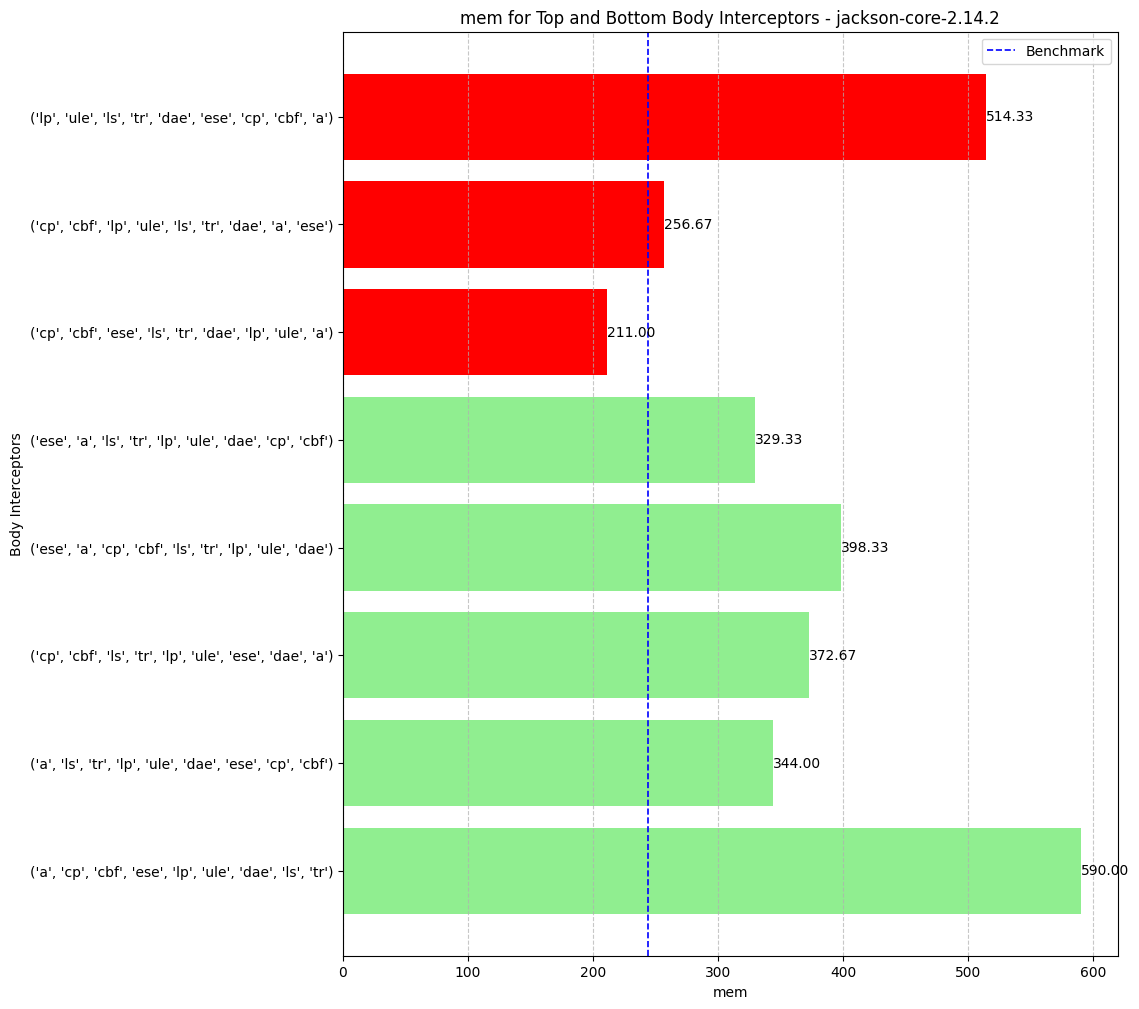 mem for Top and Bottom Body Interceptors - jackson-core-2.14.2
Benchmark
('lp', 'ule', 'ls', 'tr', 'dae', 'ese', 'cp', 'cbf', 'a')
514.33
('cp', 'cbf', 'lp', 'ule', 'ls', 'tr', 'dae', 'a', 'ese')
256.67
('cp', 'cbf', 'ese', 'ls', 'tr', 'dae', 'lp', 'ule', 'a')
211.00
('ese', 'a', 'ls', 'tr', 'lp', 'ule', 'dae', 'cp', 'cbf')
329.33
Body Interceptors
('ese', 'a', 'cp', 'cbf', 'ls', 'tr', 'lp', 'ule', 'dae')
398.33
('cp', 'cbf', 'ls', 'tr', 'lp', 'ule', 'ese', 'dae', 'a')
372.67
('a', 'ls', 'tr', 'lp', 'ule', 'dae', 'ese', 'cp', 'cbf')
344.00
('a', 'cp', 'cbf', 'ese', 'lp', 'ule', 'dae', 'ls', 'tr')
590.00
0 100 200 300 400 500 600
mem